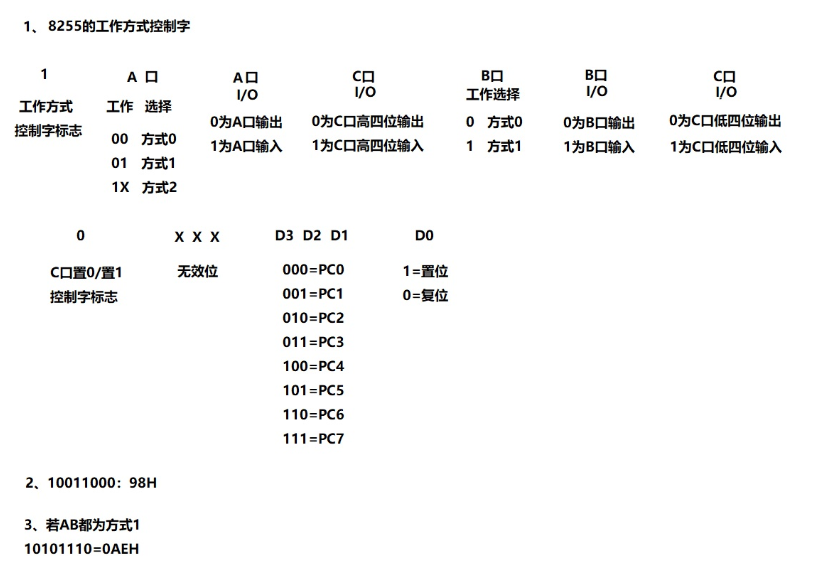 1、 8255的工作方式控制字
1 A 口 A口 C口 B口 B口 C口
I/O I/O 工作选择 I/O I/O
工作方式 工作 选择
控制字标志 0为A口输出 0为C口高四位输出 0 方式0 0为B口输出 0为C口低四位输出
00 方式0 1为A口输入 1为C口高四位输入 1 方式1 1为B口输入 1为C口低四位输入
01 方式1
1X 方式2
0 X X X D3 D2 D1 D0
C口置0/置1 无效位 000=PC0 1=置位
控制字标志 001=PC1 0=复位
010=PC2
011=PC3
100=PC4
101=PC5
110=PC6
111=PC7
2、10011000：98H
3、若AB都为方式1
10101110=0AEH